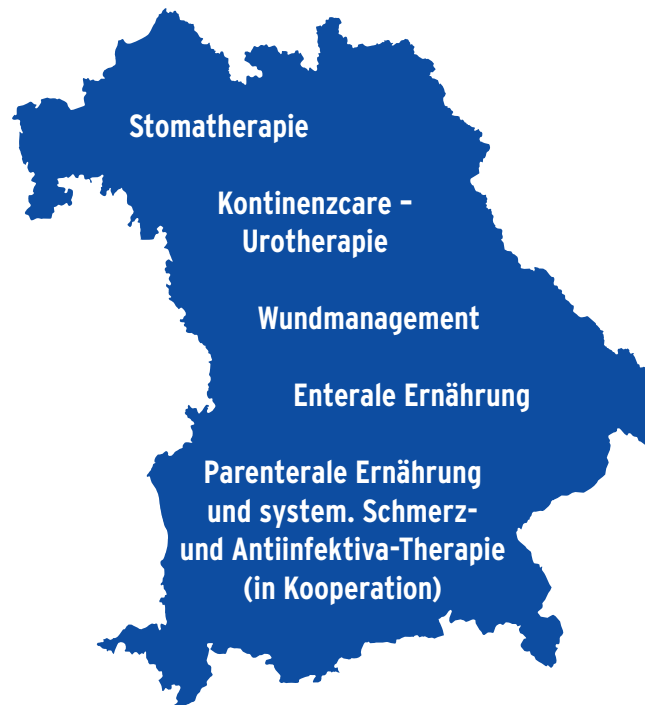 Stomatherapie
Kontinenzcare –
Urotherapie
Wundmanagement
Enterale Ernährung
Parenterale Ernährung
und system. Schmerz-
und Antiinfektiva-Therapie
(in Kooperation)